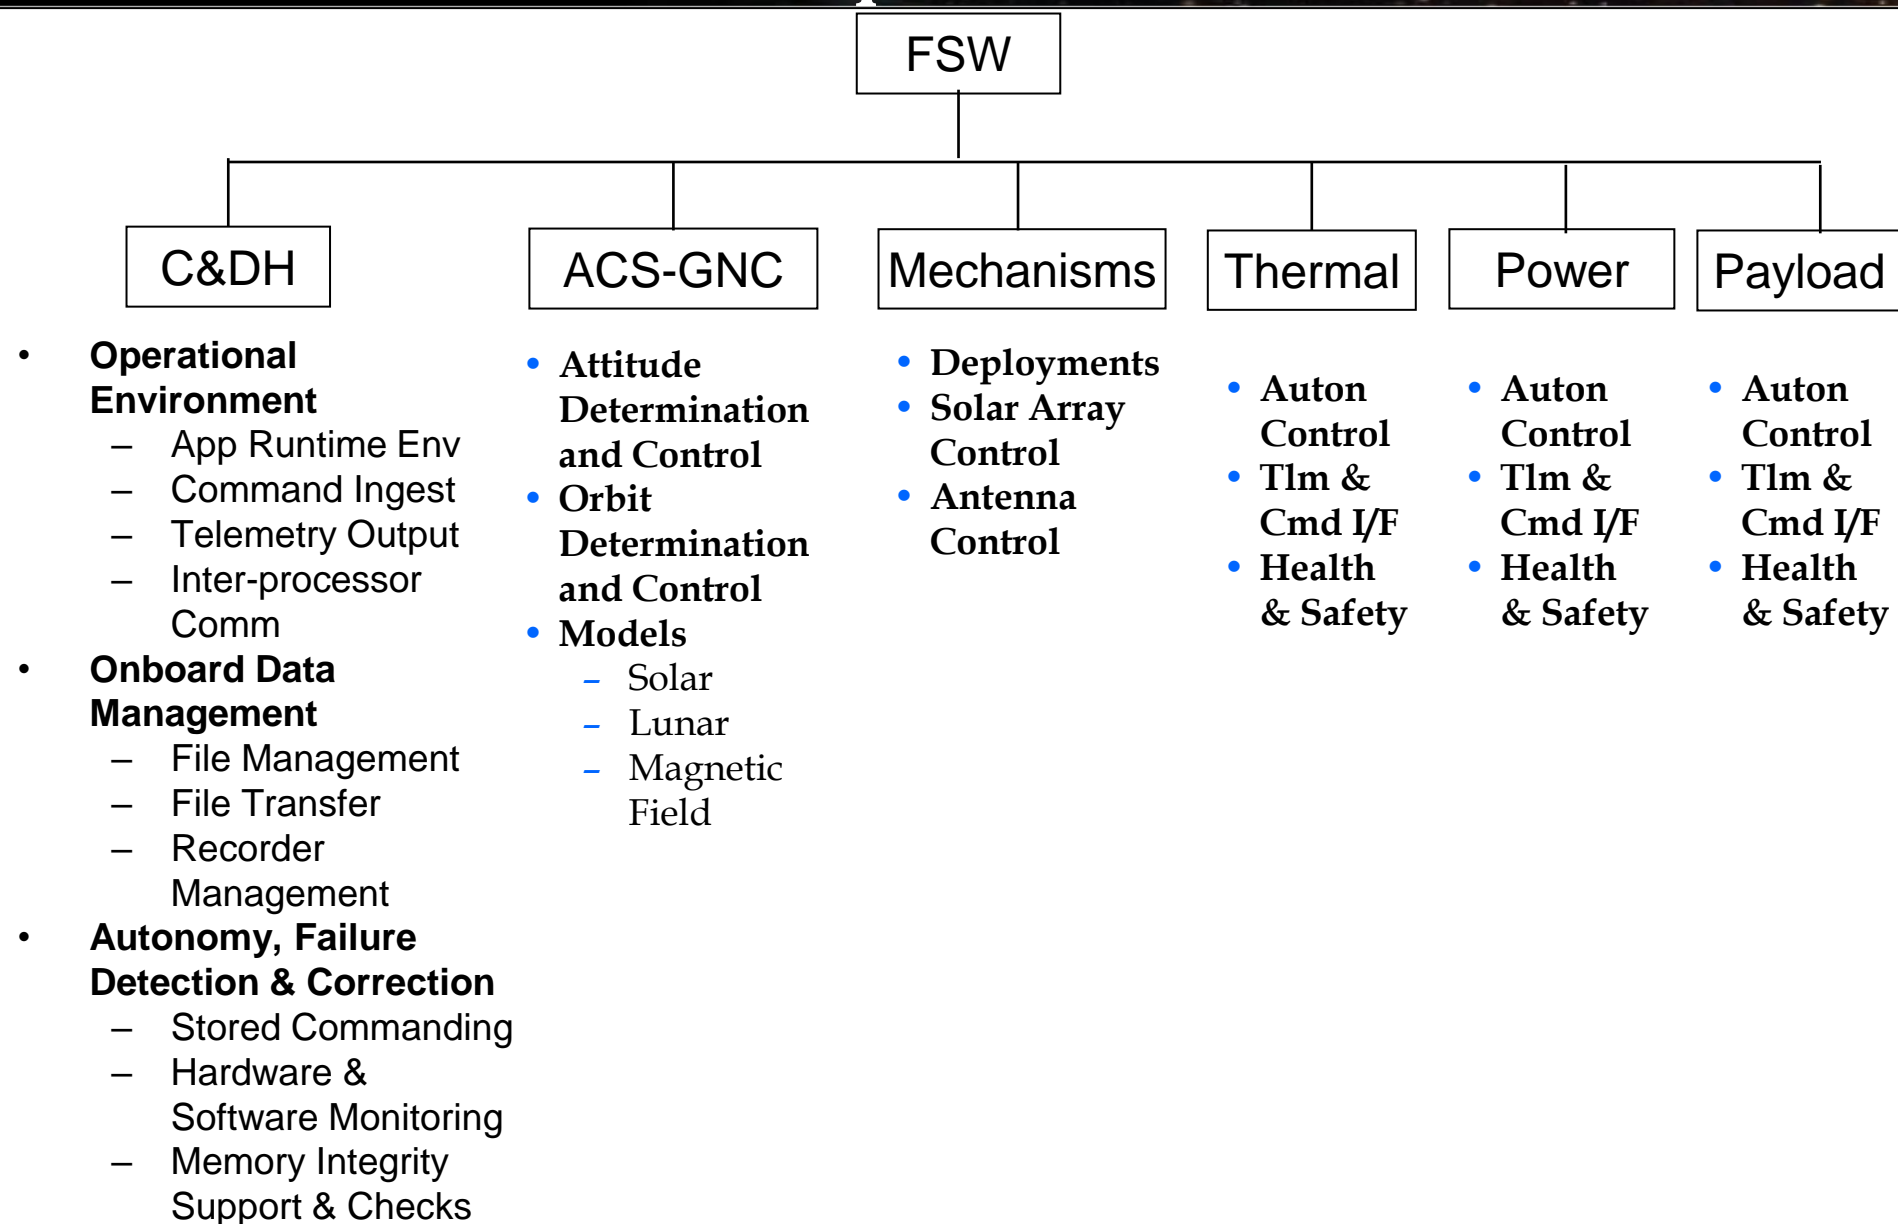 FSW
C&DH
ACS-GNC
Mechanisms
Thermal
Power
Payload
• Operational
Environment
– App Runtime Env
– Command Ingest
– Telemetry Output
– Inter-processor
Comm
• Onboard Data
Management
– File Management
– File Transfer
– Recorder
Management
• Autonomy, Failure
Detection & Correction
– Stored Commanding
– Hardware &
Software Monitoring
– Memory Integrity
Support & Checks
• Attitude
Determination
and Control
• Orbit
Determination
and Control
• Models
– Solar
– Lunar
– Magnetic
Field
• Deployments
• Solar Array
Control
• Antenna
Control
• Auton
Control
• Tlm &
Cmd I/F
• Health
& Safety
• Auton
Control
• Tlm &
Cmd I/F
• Health
& Safety
• Auton
Control
• Tlm &
Cmd I/F
• Health
& Safety